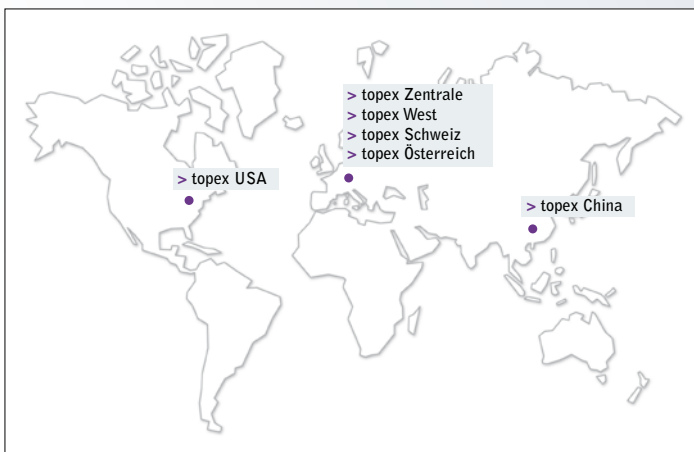 > topex Zentrale
> topex West
> topex Schweiz
> topex Österreich
> topex USA
> topex China